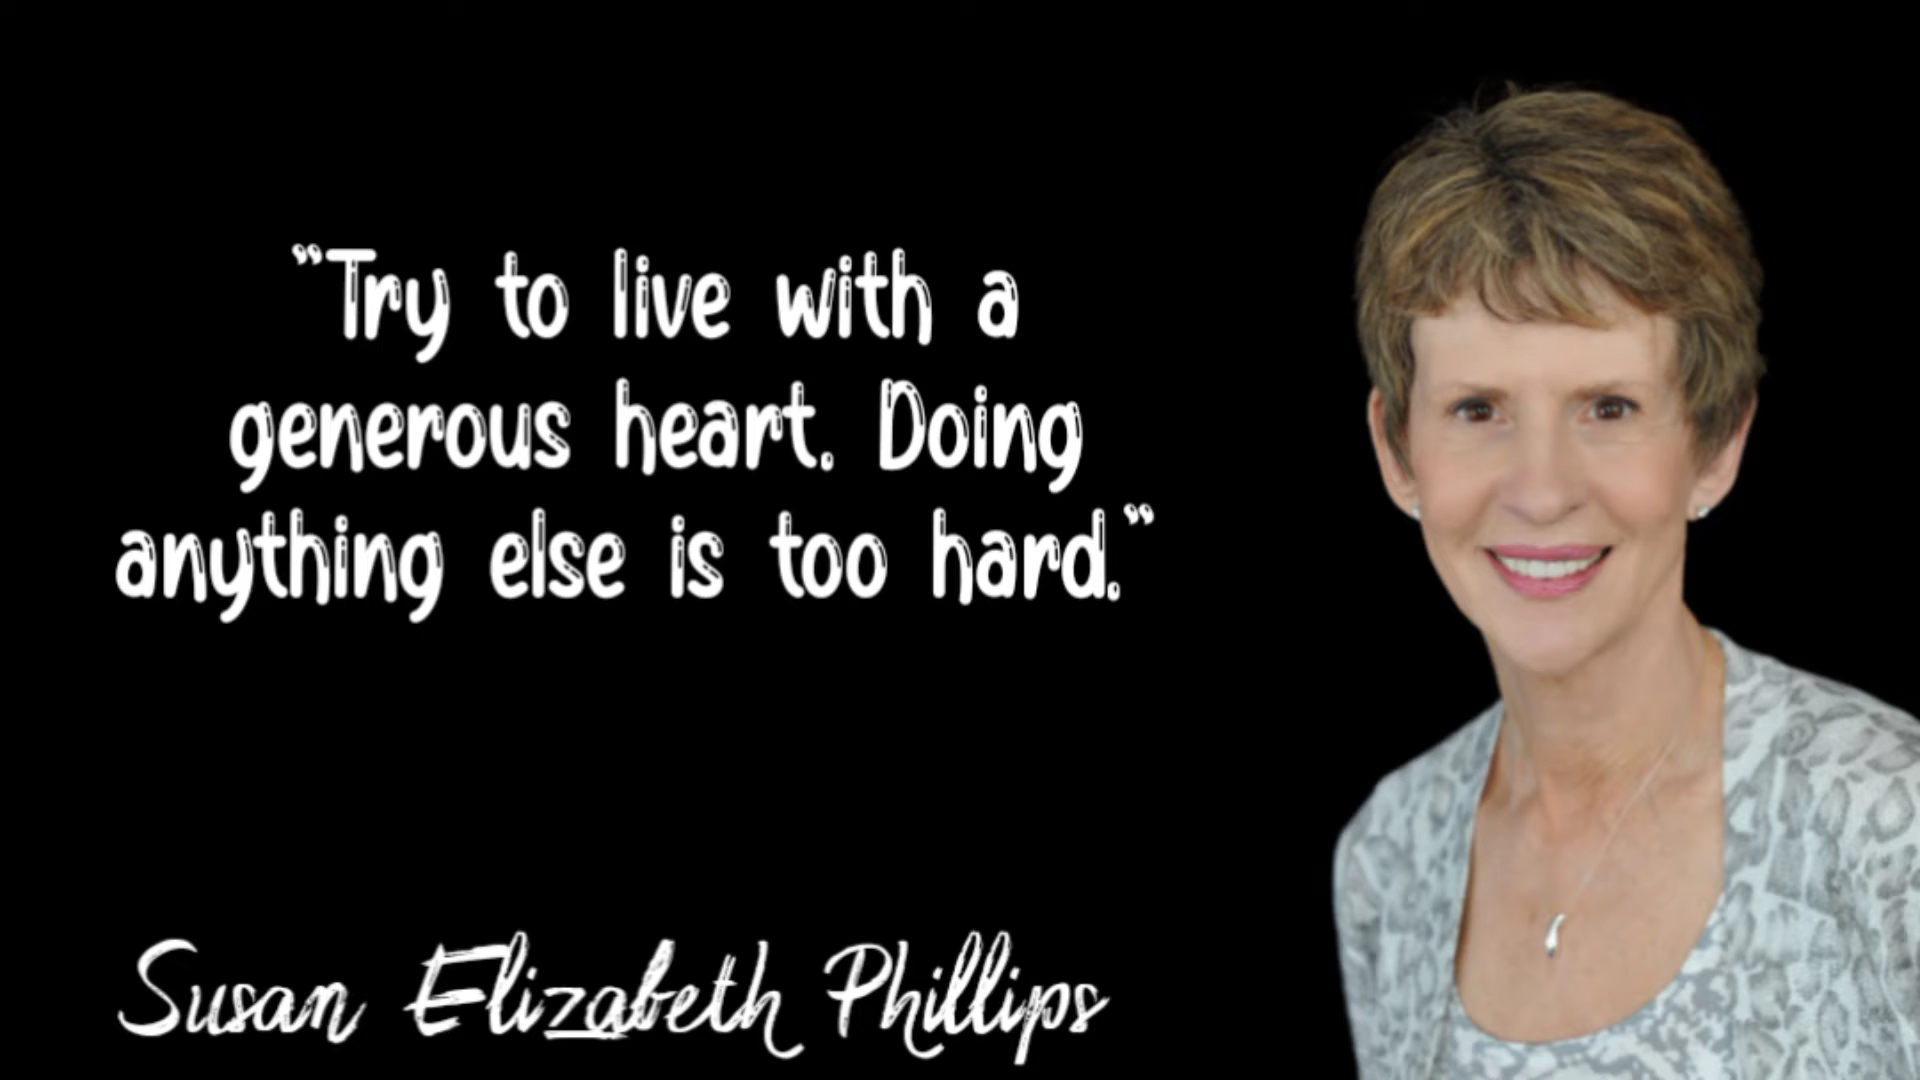 "Try to live with a
generous heart. Doing
anything else is too hard."
Susan Elizabeth Phillips